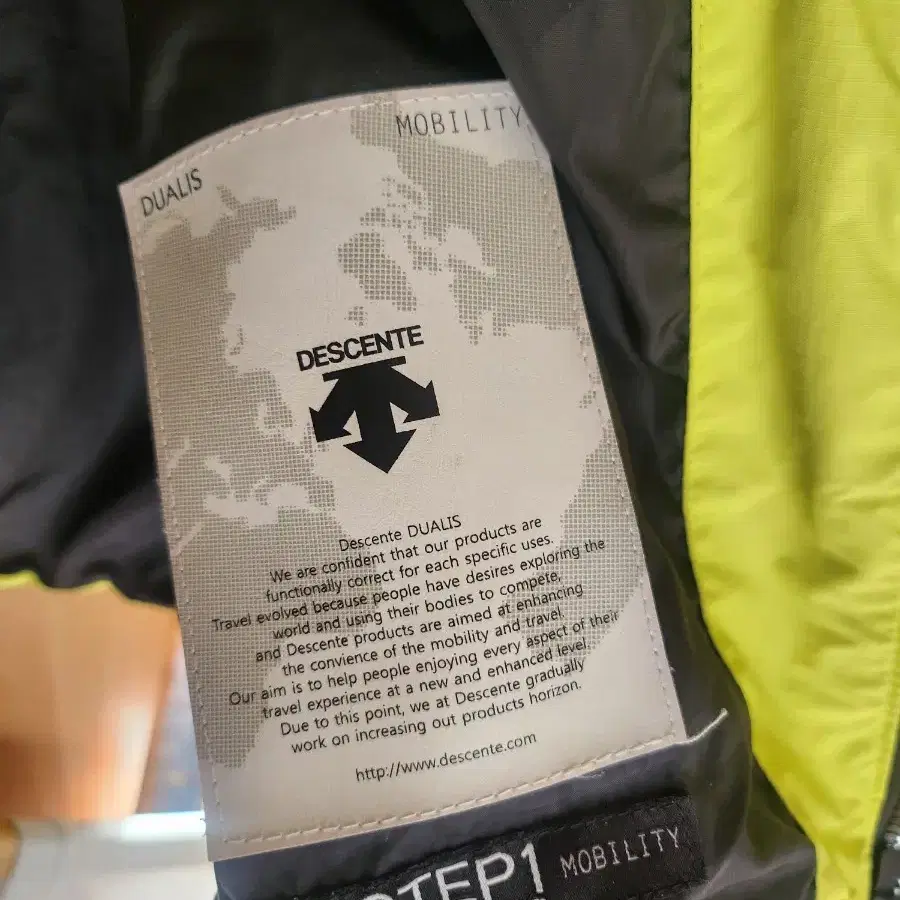 MOBILITY
DUALIS
DESCENTE
Descente DUALIS
We are confident that our products are
functionally correct for each specific uses.
Travel evolved because people have desires exploring the
world and using their bodies to compete,
and Descente products are aimed at enhancing
the convience of the mobility and travel.
Our aim is to help people enjoying every aspect of their
travel experience at a new and enhanced level.
Due to this point, we at Descente gradually
work on increasing out products horizon.
http://www.descente.com
STEP1 MOBILITY